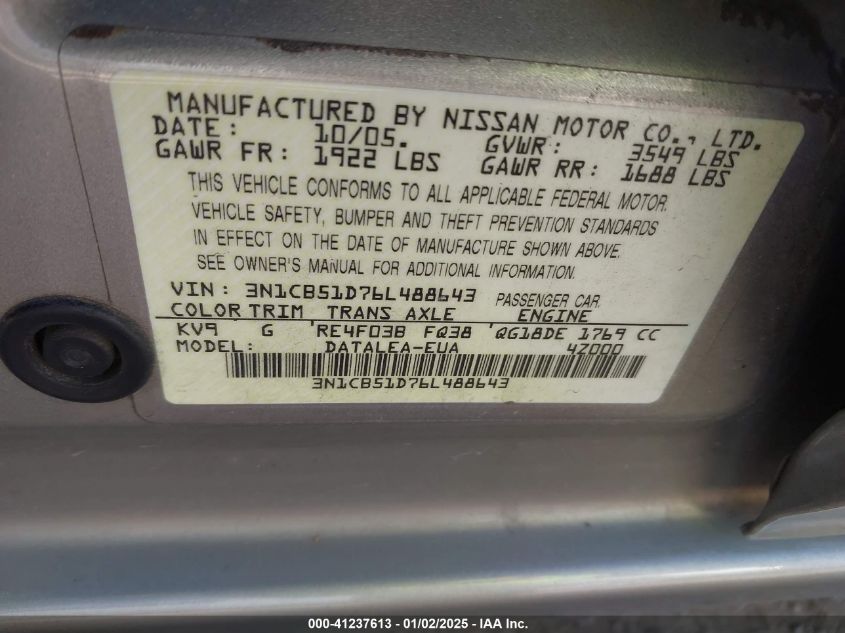 MANUFACTURED BY NISSAN MOTOR CO., LTD.
DATE: 10/05. GVWR: 3549 LBS
GAWR FR: 1922 LBS GAWR RR: 1688 LBS
THIS VEHICLE CONFORMS TO ALL APPLICABLE FEDERAL MOTOR
VEHICLE SAFETY, BUMPER AND THEFT PREVENTION STANDARDS
IN EFFECT ON THE DATE OF MANUFACTURE SHOWN ABOVE.
SEE OWNER'S MANUAL FOR ADDITIONAL INFORMATION.
VIN: 3N1CB51D76L488643 PASSENGER CAR
COLOR TRIM TRANS AXLE ENGINE
KV9 G 'RE4F03B FQ38 'QG18DE 1769 CC
MODEL: DATALEA-EUA 42000
3N1CB51D76L488643
000-41237613 - 01/02/2025 - IAA Inc.